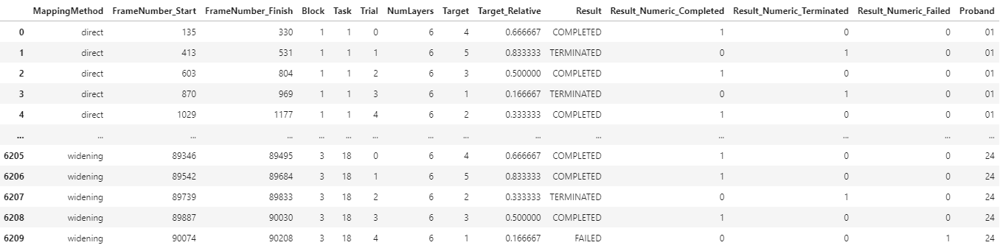 MappingMethod FrameNumber_Start FrameNumber_Finish Block Task Trial NumLayers Target Target_Relative Result Result_Numeric_Completed Result_Numeric_Terminated Result_Numeric_Failed Proband
0 direct 135 330 1 1 0 6 4 0.666667 COMPLETED 1 0 0 01
1 direct 413 531 1 1 1 6 5 0.833333 TERMINATED 0 1 0 01
2 direct 603 804 1 1 2 6 3 0.500000 COMPLETED 1 0 0 01
3 direct 870 969 1 1 3 6 1 0.166667 TERMINATED 0 1 0 01
4 direct 1029 1177 1 1 4 6 2 0.333333 COMPLETED 1 0 0 01
... ... ... ... ... ... ... ... ... ... ... ... ... ... ...
6205 widening 89346 89495 3 18 0 6 4 0.666667 COMPLETED 1 0 0 24
6206 widening 89542 89684 3 18 1 6 5 0.833333 COMPLETED 1 0 0 24
6207 widening 89739 89833 3 18 2 6 2 0.333333 TERMINATED 0 1 0 24
6208 widening 89887 90030 3 18 3 6 3 0.500000 COMPLETED 1 0 0 24
6209 widening 90074 90208 3 18 4 6 1 0.166667 FAILED 0 0 1 24